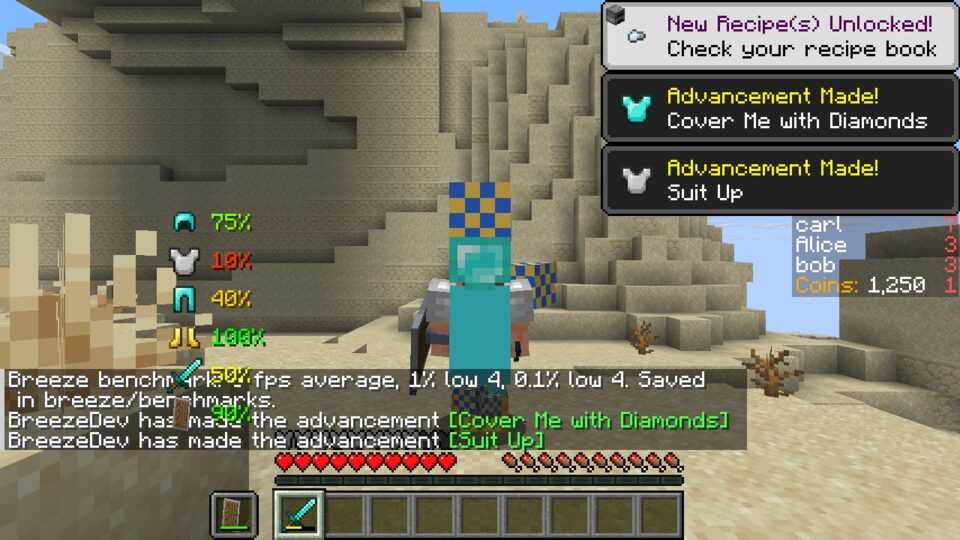 New Recipe(s) Unlocked!
Check your recipe book
Advancement Made!
Cover Me with Diamonds
Advancement Made!
Suit Up
carl 7
Alice 3
bob 3
Coins: 1,250 1
75%
10%
40%
100%
50%
90%
Breeze benchmark: fps average, 1% low 4, 0.1% low 4. Saved
in breeze/benchmarks.
BreezeDev has made the advancement [Cover Me with Diamonds]
BreezeDev has made the advancement [Suit Up]